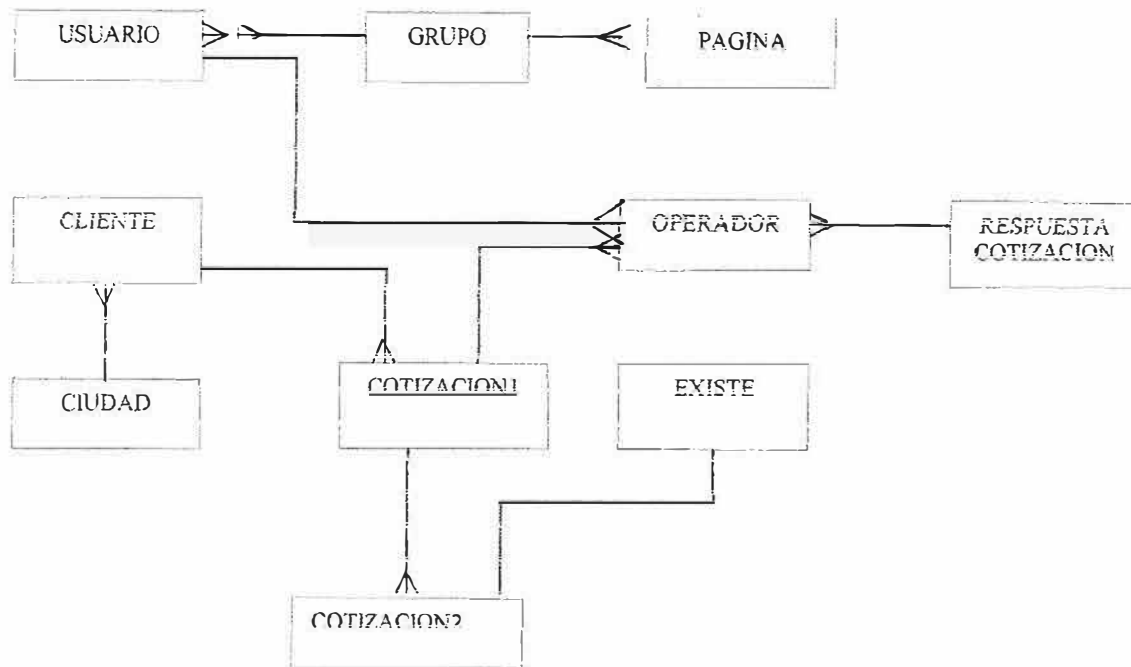 USUARIO
GRUPO
PAGINA
CLIENTE
OPERADOR
RESPUESTA
COTIZACION
CIUDAD
COTIZACION1
EXISTE
COTIZACION2